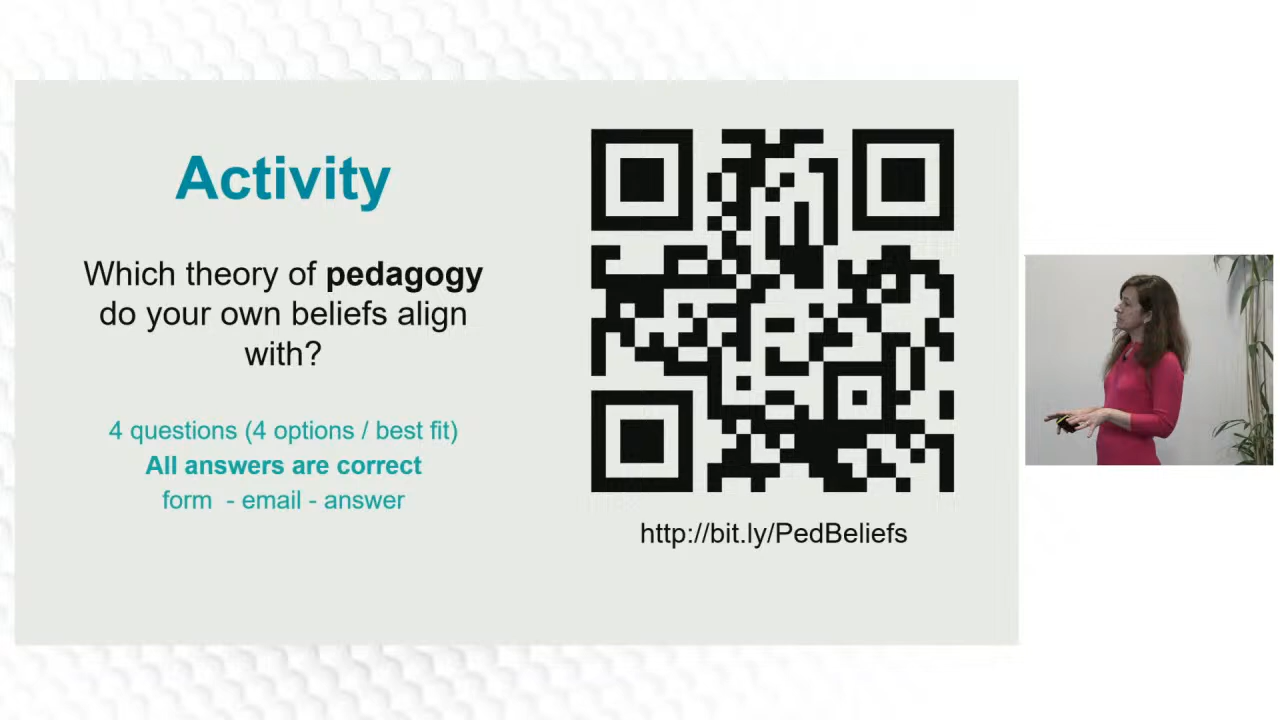 Activity
Which theory of pedagogy
do your own beliefs align
with?
4 questions (4 options / best fit)
All answers are correct
form  - email - answer
http://bit.ly/PedBeliefs